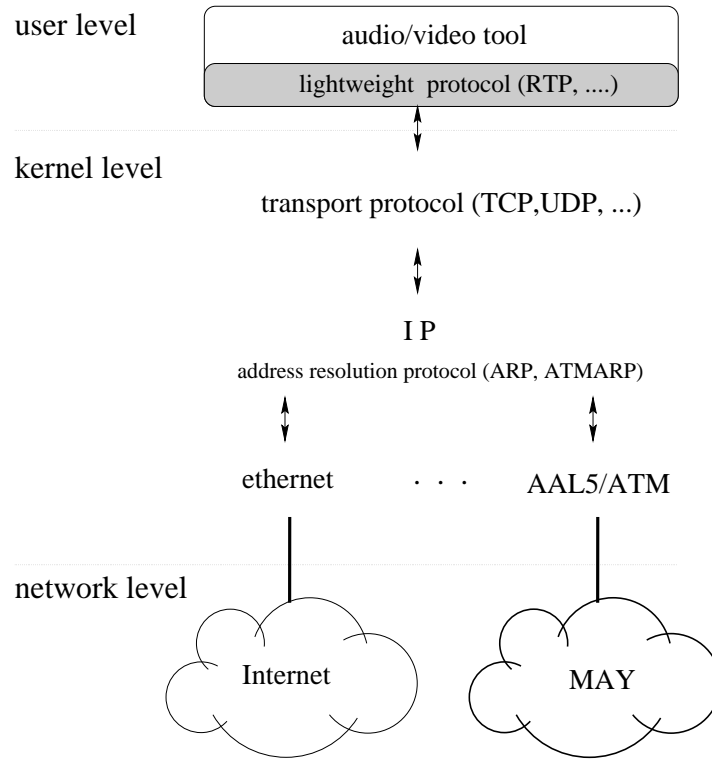 user level
audio/video tool
lightweight protocol (RTP, ....)
kernel level
transport protocol (TCP,UDP, ...)
I P
address resolution protocol (ARP, ATMARP)
ethernet . . . AAL5/ATM
network level
Internet MAY